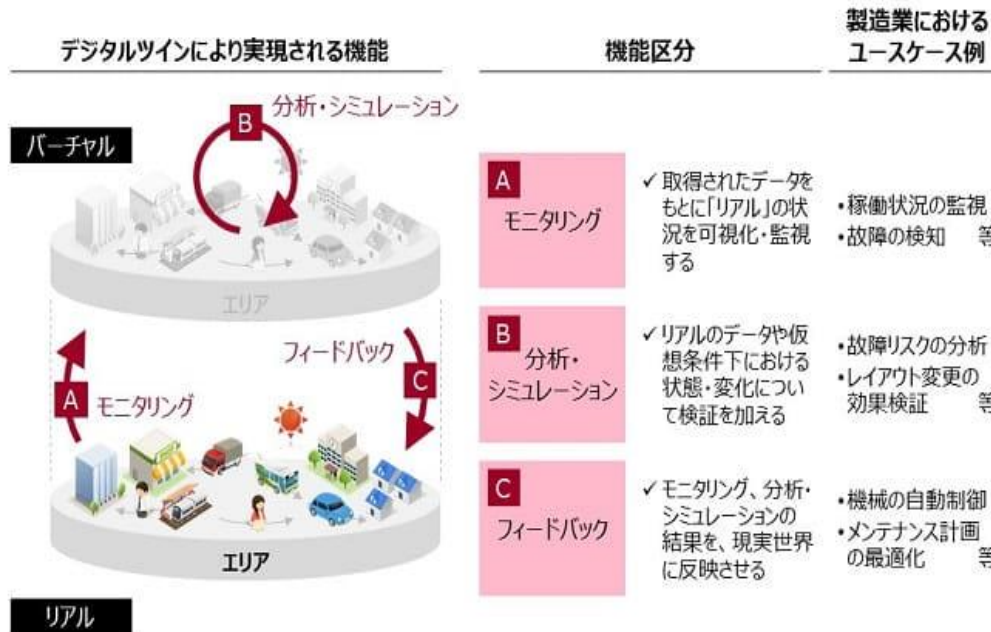 デジタルツインにより実現される機能
機能区分
製造業における
ユースケース例
B
分析・シミュレーション
バーチャル
エリア
フィードバック
A
モニタリング
C
エリア
リアル
A
モニタリング
✓ 取得されたデータを
もとに「リアル」の状
況を可視化・監視
する
•稼働状況の監視
•故障の検知 等
B
分析・
シミュレーション
✓リアルのデータや仮
想条件下における
状態・変化につい
て検証を加える
•故障リスクの分析
•レイアウト変更の
効果検証 等
C
フィードバック
✓ モニタリング、分析・
シミュレーションの
結果を、現実世界
に反映させる
•機械の自動制御
•メンテナンス計画
の最適化 等